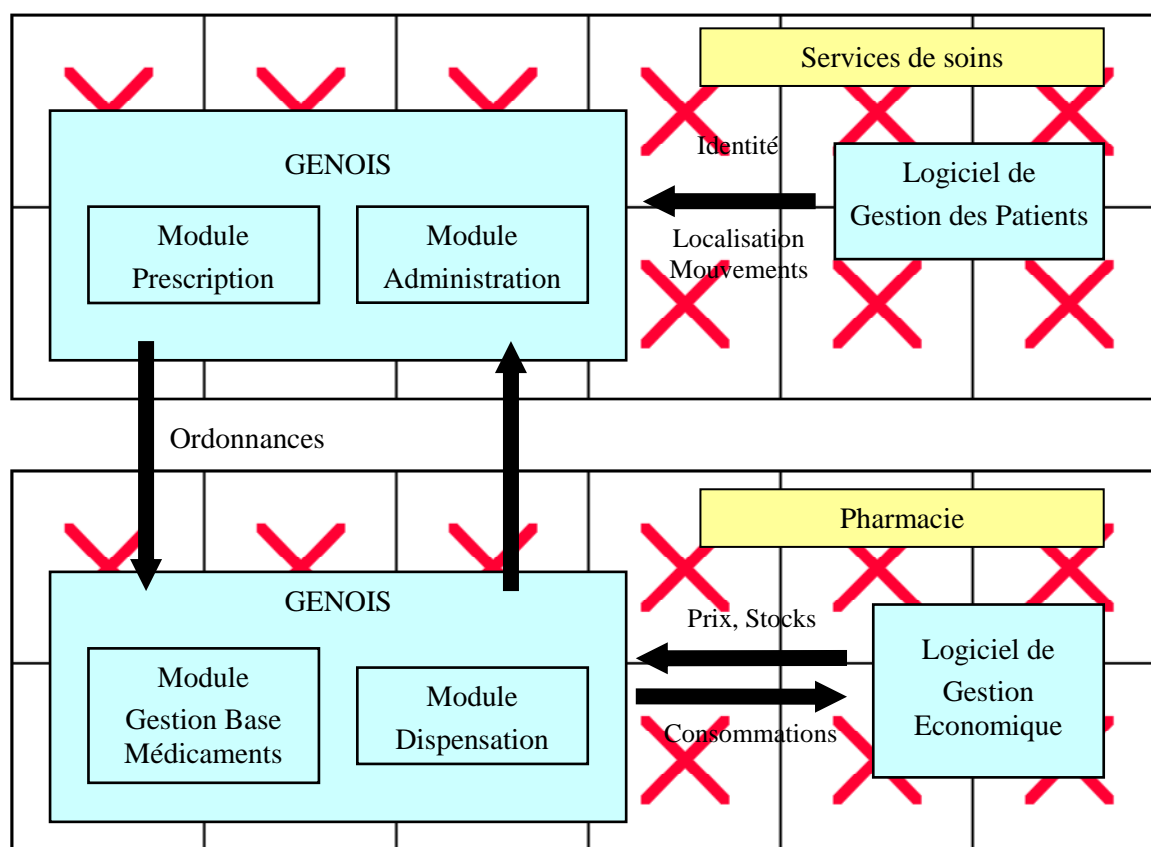 Services de soins
GENOIS
Module
Prescription
Module
Administration
Identité
Localisation
Mouvements
Logiciel de
Gestion des Patients
Ordonnances
Pharmacie
GENOIS
Module
Gestion Base
Médicaments
Module
Dispensation
Prix, Stocks
Consommations
Logiciel de
Gestion
Economique